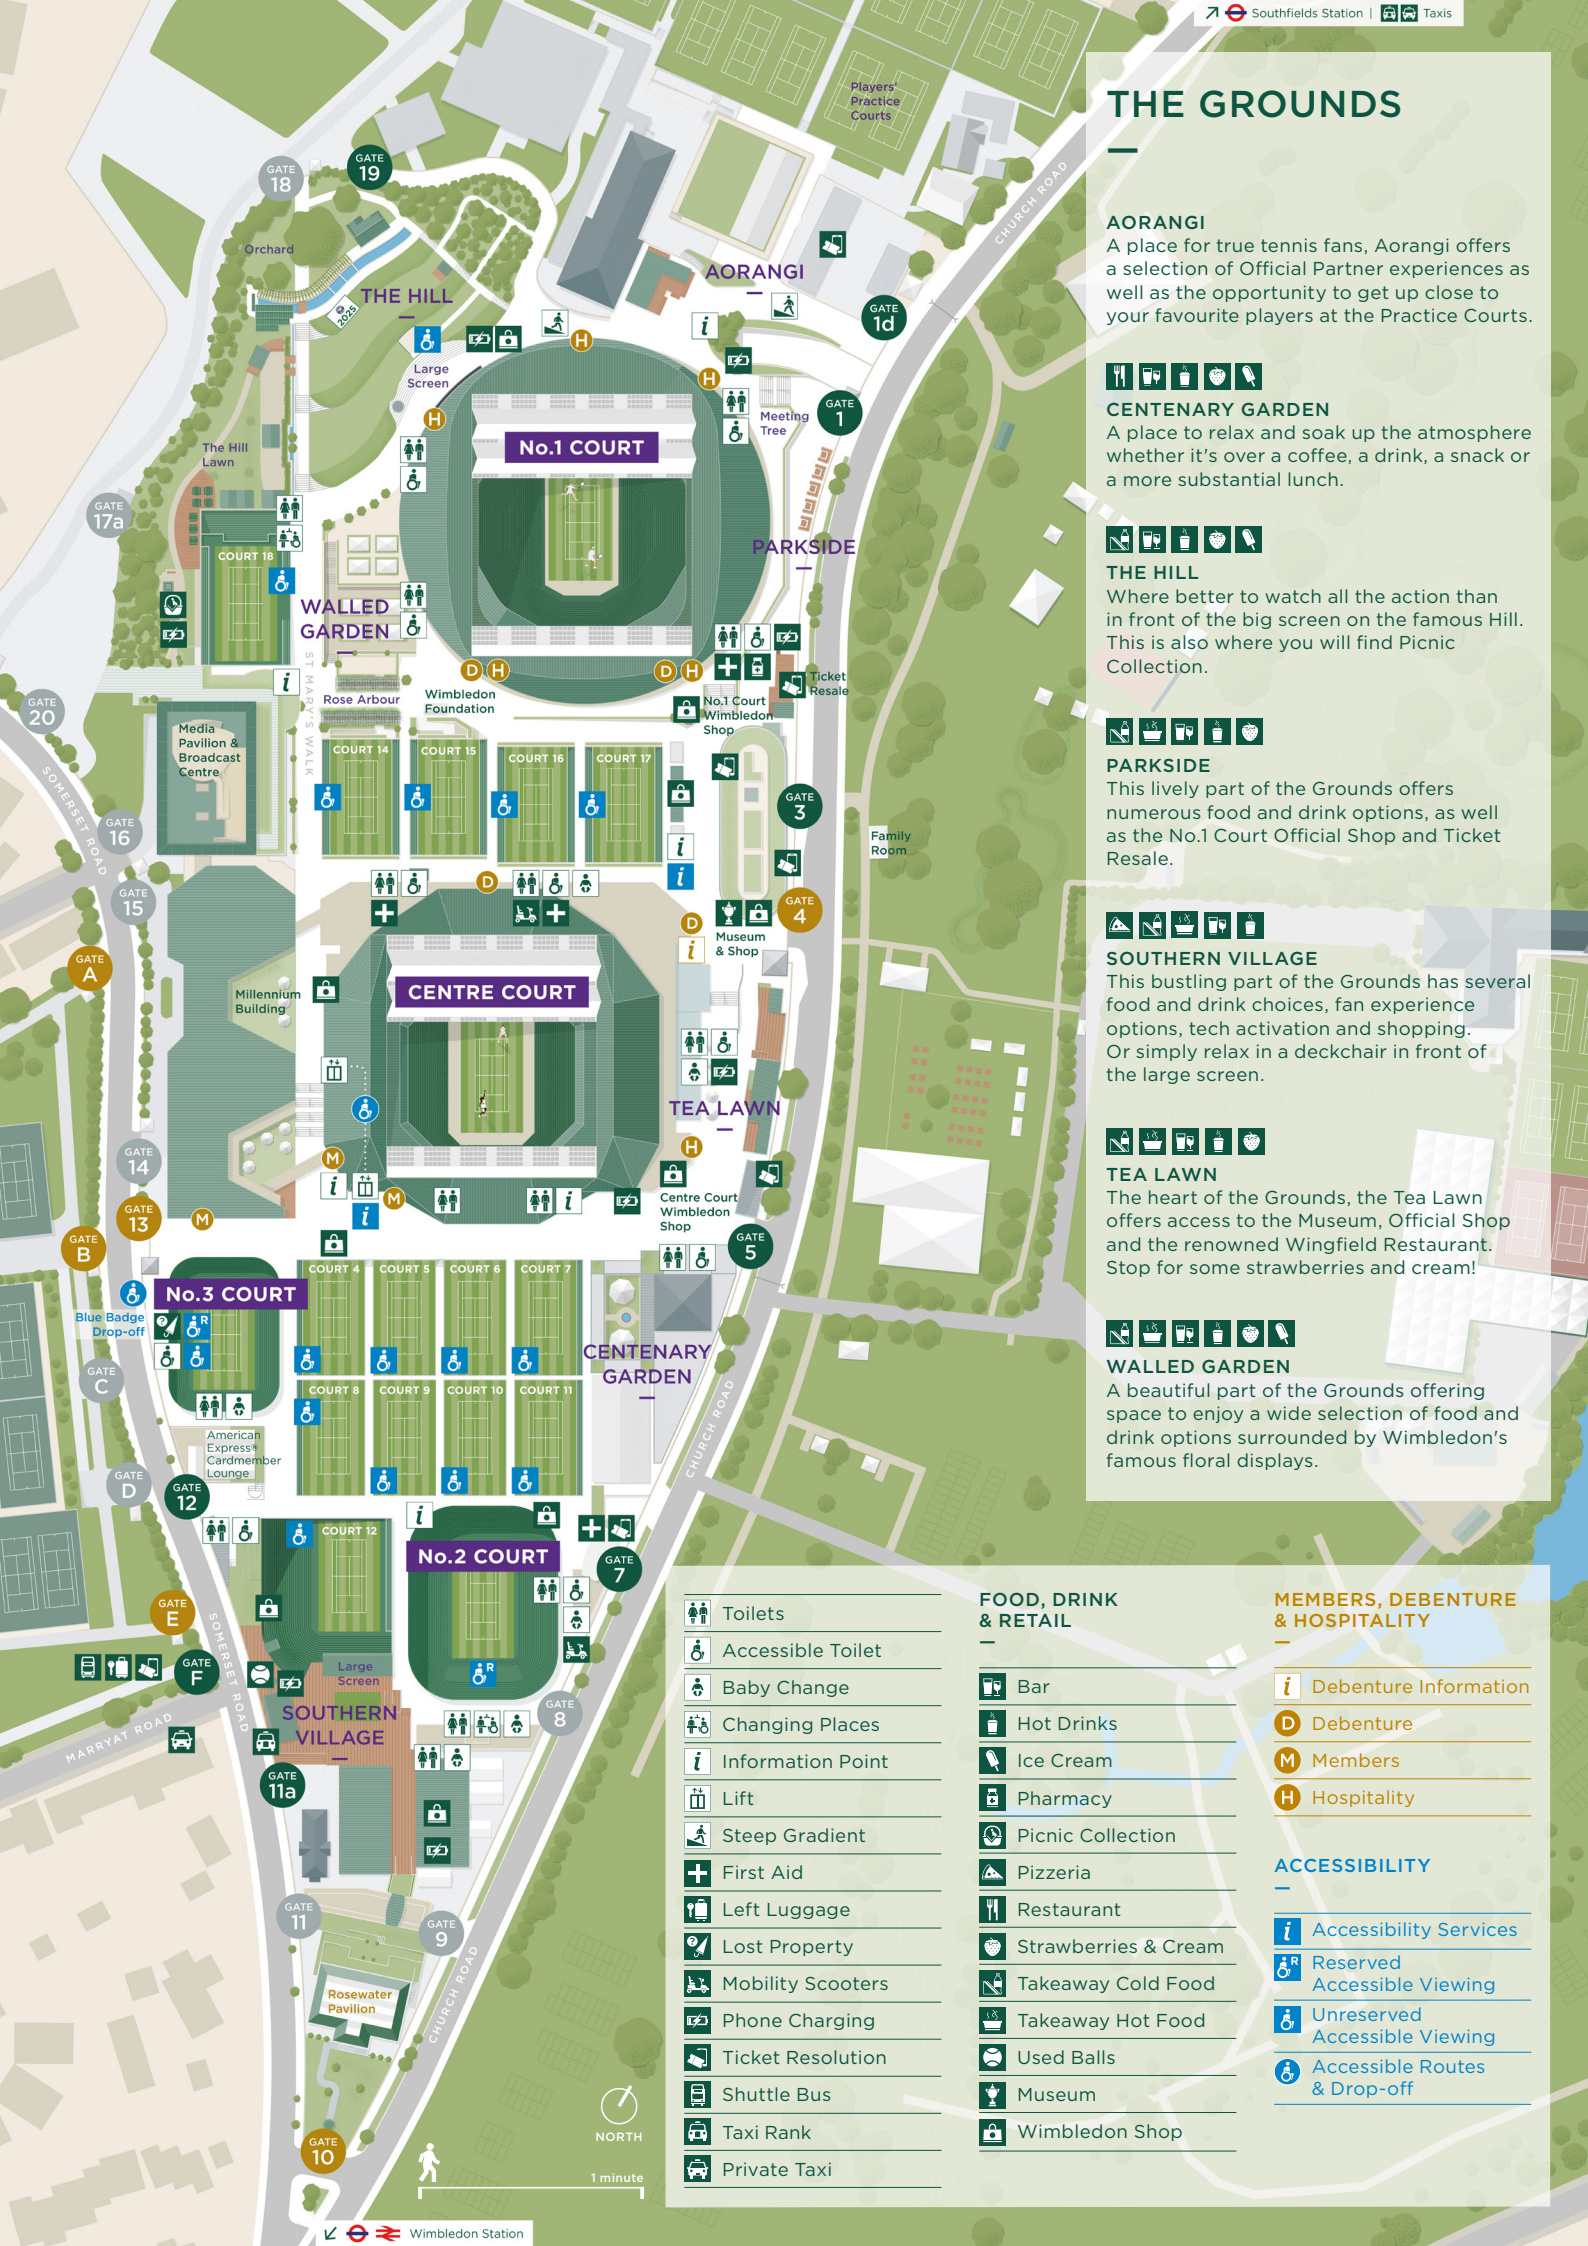 Southfields Station | Taxis
THE GROUNDS
AORANGI
A place for true tennis fans, Aorangi offers
a selection of Official Partner experiences as
well as the opportunity to get up close to
your favourite players at the Practice Courts.
CENTENARY GARDEN
A place to relax and soak up the atmosphere
whether it's over a coffee, a drink, a snack or
a more substantial lunch.
THE HILL
Where better to watch all the action than
in front of the big screen on the famous Hill.
This is also where you will find Picnic
Collection.
PARKSIDE
This lively part of the Grounds offers
numerous food and drink options, as well
as the No.1 Court Official Shop and Ticket
Resale.
SOUTHERN VILLAGE
This bustling part of the Grounds has several
food and drink choices, fan experience
options, tech activation and shopping.
Or simply relax in a deckchair in front of
the large screen.
TEA LAWN
The heart of the Grounds, the Tea Lawn
offers access to the Museum, Official Shop
and the renowned Wingfield Restaurant.
Stop for some strawberries and cream!
WALLED GARDEN
A beautiful part of the Grounds offering
space to enjoy a wide selection of food and
drink options surrounded by Wimbledon's
famous floral displays.
Players'
Practice
Courts
CHURCH ROAD
GATE
18
GATE
19
Orchard
THE HILL
2025
AORANGI
i
GATE
1d
H
H
H
Large
Screen
Meeting
Tree
GATE
1
No.1 COURT
The Hill
Lawn
GATE
17a
COURT 18
PARKSIDE
WALLED
GARDEN
ST MARY'S WALK
i
D H
D H
Rose Arbour
Wimbledon
Foundation
Ticket
Resale
No.1 Court
Wimbledon
Shop
GATE
20
Media
Pavilion &
Broadcast
Centre
COURT 14
COURT 15
COURT 16
COURT 17
SOMERSET ROAD
GATE
16
GATE
3
Family
Room
i
i
GATE
15
D
D
i
GATE
4
Museum
& Shop
GATE
A
Millennium
Building
CENTRE COURT
TEA LAWN
GATE
14
M
H
i
i
M
i
Centre Court
Wimbledon
Shop
GATE
13
M
GATE
B
GATE
5
No.3 COURT
Blue Badge
Drop-off
R
COURT 4
COURT 5
COURT 6
COURT 7
CENTENARY
GARDEN
GATE
C
COURT 8
COURT 9
COURT 10
COURT 11
American
Express®
Cardmember
Lounge
CHURCH ROAD
GATE
D
GATE
12
COURT 12
i
No.2 COURT
GATE
7
GATE
E
SOMERSET ROAD
GATE
F
Large
Screen
R
SOUTHERN
VILLAGE
GATE
8
MARRYAT ROAD
GATE
11a
GATE
11
GATE
9
Rosewater
Pavilion
CHURCH ROAD
GATE
10
NORTH
1 minute
Wimbledon Station
Toilets
Accessible Toilet
Baby Change
Changing Places
i Information Point
Lift
Steep Gradient
First Aid
Left Luggage
? Lost Property
Mobility Scooters
Phone Charging
Ticket Resolution
Shuttle Bus
Taxi Rank
Private Taxi
FOOD, DRINK
& RETAIL
Bar
Hot Drinks
Ice Cream
Pharmacy
Picnic Collection
Pizzeria
Restaurant
Strawberries & Cream
Takeaway Cold Food
Takeaway Hot Food
Used Balls
Museum
Wimbledon Shop
MEMBERS, DEBENTURE
& HOSPITALITY
i Debenture Information
D Debenture
M Members
H Hospitality
ACCESSIBILITY
i Accessibility Services
R Reserved
Accessible Viewing
Unreserved
Accessible Viewing
Accessible Routes
& Drop-off